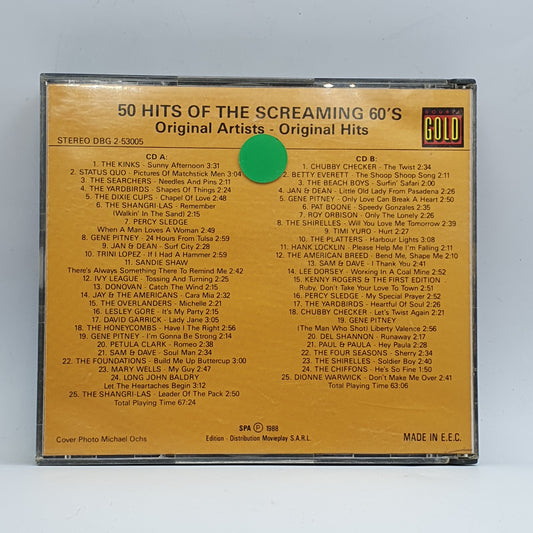 50 HITS OF THE SCREAMING 60'S
Original Artists - Original Hits
GOLD
STEREO DBG 2-53005
CD A:
1. THE KINKS - Sunny Afternoon 3:31
2. STATUS QUO - Pictures of Matchstick Men 3:04
3. THE SEARCHERS - Needles And Pins 2:11
4. THE YARDBIRDS - Shapes Of Things 2:24
5. THE DIXIE CUPS - Chapel Of Love 2:48
6. THE SHANGRI-LAS - Remember
(Walkin' In The Sand) 2:15
7. PERCY SLEDGE
When A Man Loves A Woman 2:49
8. GENE PITNEY - 24 Hours From Tulsa 2:59
9. JAN & DEAN - Surf City 2:28
10. TRINI LOPEZ - If I Had A Hammer 2:59
11. SANDIE SHAW
There's Always Something There To Remind Me 2:42
12. IVY LEAGUE - Tossing And Turning 2:25
13. DONOVAN - Catch The Wind 2:15
14. JAY & THE AMERICANS - Cara Mia 2:32
15. THE OVERLANDERS - Michelle 2:21
16. LESLEY GORE - It's My Party 2:15
17. DAVID GARRICK - Lady Jane 3:05
18. THE HONEYCOMBS - Have I The Right 2:56
19. GENE PITNEY - I'm Gonna Be Strong 2:14
20. PETULA CLARK - Romeo 2:38
21. SAM & DAVE - Soul Man 2:34
22. THE FOUNDATIONS - Build Me Up Buttercup 3:00
23. MARY WELLS - My Guy 2:47
24. LONG JOHN BALDRY
Let The Heartaches Begin 3:12
25. THE SHANGRI-LAS - Leader Of The Pack 2:50
Total Playing Time 67:24
CD B:
1. CHUBBY CHECKER - The Twist 2:34
2. BETTY EVERETT - The Shoop Shoop Song 2:11
3. THE BEACH BOYS - Surfin' Safari 2:00
4. JAN & DEAN - Little Old Lady From Pasadena 2:26
5. GENE PITNEY - Only Love Can Break A Heart 2:50
6. PAT BOONE - Speedy Gonzales 2:35
7. ROY ORBISON - Only The Lonely 2:26
8. THE SHIRELLES - Will You Love Me Tomorrow 2:39
9. TIMI YURO - Hurt 2:27
10. THE PLATTERS - Harbour Lights 3:08
11. HANK LOCKLIN - Please Help Me I'm Falling 2:11
12. THE AMERICAN BREED - Bend Me, Shape Me 2:10
13. SAM & DAVE - I Thank You 2:41
14. LEE DORSEY - Working In A Coal Mine 2:52
15. KENNY ROGERS & THE FIRST EDITION
Ruby, Don't Take Your Love To Town 2:51
16. PERCY SLEDGE - My Special Prayer 2:52
17. THE YARDBIRDS - Heartful Of Soul 2:26
18. CHUBBY CHECKER - Let's Twist Again 2:21
19. GENE PITNEY
(The Man Who Shot) Liberty Valence 2:56
20. DEL SHANNON - Runaway 2:17
21. PAUL & PAULA - Hey Paula 2:28
22. THE FOUR SEASONS - Sherry 2:34
23. THE SHIRELLES - Soldier Boy 2:40
24. THE CHIFFONS - He's So Fine 1:50
25. DIONNE WARWICK - Don't Make Me Over 2:41
Total Playing Time 63:06
SPA Ⓟ 1988
Cover Photo Michael Ochs
Edition - Distribution Movieplay S.A.R.L.
MADE IN E.E.C.